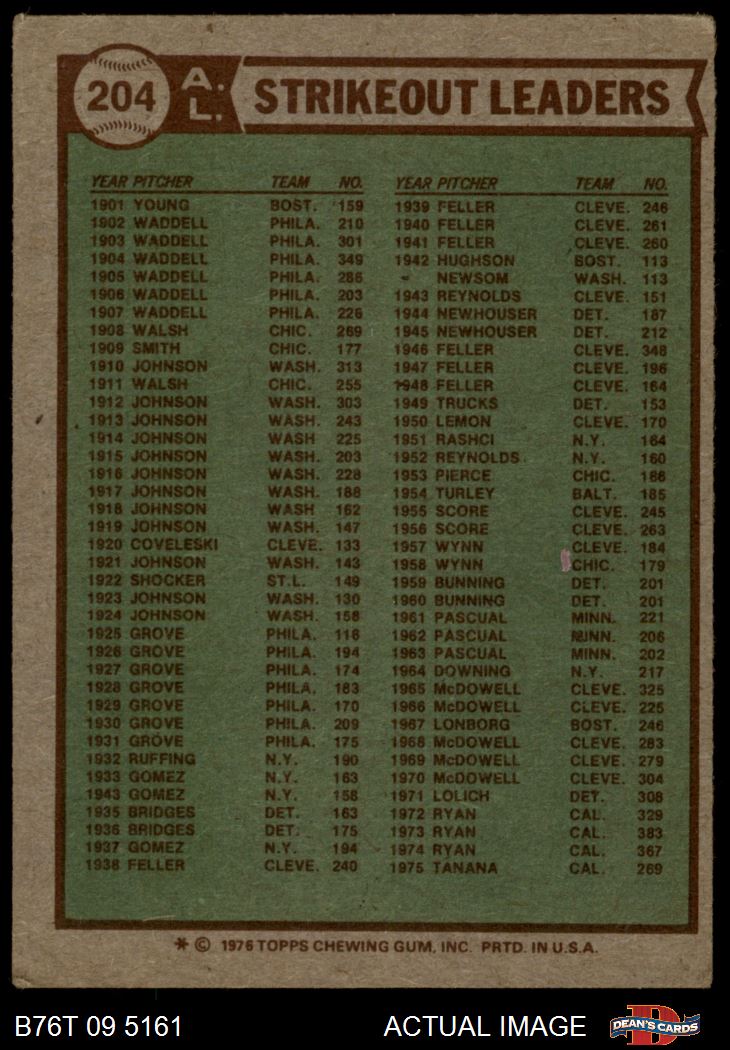 204 A.L. STRIKEOUT LEADERS
YEAR PITCHER TEAM NO.
1901 YOUNG BOST. 159
1902 WADDELL PHILA. 210
1903 WADDELL PHILA. 301
1904 WADDELL PHILA. 349
1905 WADDELL PHILA. 286
1906 WADDELL PHILA. 203
1907 WADDELL PHILA. 226
1908 WALSH CHIC. 269
1909 SMITH CHIC. 177
1910 JOHNSON WASH. 313
1911 WALSH CHIC. 255
1912 JOHNSON WASH. 303
1913 JOHNSON WASH. 243
1914 JOHNSON WASH 225
1915 JOHNSON WASH. 203
1916 JOHNSON WASH. 228
1917 JOHNSON WASH. 188
1918 JOHNSON WASH 162
1919 JOHNSON WASH. 147
1920 COVELESKI CLEVE. 133
1921 JOHNSON WASH. 143
1922 SHOCKER ST.L. 149
1923 JOHNSON WASH. 130
1924 JOHNSON WASH. 158
1925 GROVE PHILA. 116
1926 GROVE PHILA. 194
1927 GROVE PHILA. 174
1928 GROVE PHILA. 183
1929 GROVE PHILA. 170
1930 GROVE PHILA. 209
1931 GROVE PHILA. 175
1932 RUFFING N.Y. 190
1933 GOMEZ N.Y. 163
1943 GOMEZ N.Y. 158
1935 BRIDGES DET. 163
1936 BRIDGES DET. 175
1937 GOMEZ N.Y. 194
1938 FELLER CLEVE. 240
YEAR PITCHER TEAM NO.
1939 FELLER CLEVE. 246
1940 FELLER CLEVE. 261
1941 FELLER CLEVE. 260
1942 HUGHSON BOST. 113
- NEWSOM WASH. 113
1943 REYNOLDS CLEVE. 151
1944 NEWHOUSER DET. 187
1945 NEWHOUSER DET. 212
1946 FELLER CLEVE. 348
1947 FELLER CLEVE. 196
1948 FELLER CLEVE. 164
1949 TRUCKS DET. 153
1950 LEMON CLEVE. 170
1951 RASHCI N.Y. 164
1952 REYNOLDS N.Y. 160
1953 PIERCE CHIC. 186
1954 TURLEY BALT. 185
1955 SCORE CLEVE. 245
1956 SCORE CLEVE. 263
1957 WYNN CLEVE. 184
1958 WYNN CHIC. 179
1959 BUNNING DET. 201
1960 BUNNING DET. 201
1961 PASCUAL MINN. 221
1962 PASCUAL MINN. 206
1963 PASCUAL MINN. 202
1964 DOWNING N.Y. 217
1965 McDOWELL CLEVE. 325
1966 McDOWELL CLEVE. 225
1967 LONBORG BOST. 246
1968 McDOWELL CLEVE. 283
1969 McDOWELL CLEVE. 279
1970 McDOWELL CLEVE. 304
1971 LOLICH DET. 308
1972 RYAN CAL. 329
1973 RYAN CAL. 383
1974 RYAN CAL. 367
1975 TANANA CAL. 269
* © 1976 TOPPS CHEWING GUM, INC. PRTD. IN U.S.A.
B76T 09 5161 ACTUAL IMAGE DEAN'S CARDS